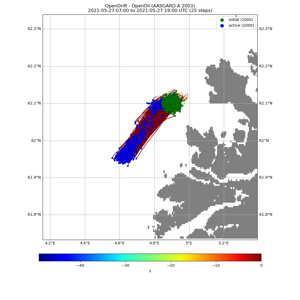 OpenDrift - OpenOil (AASGARD A 2003)
2021-05-27 07:00 to 2021-05-27 19:00 UTC (25 steps)
initial (2000)
active (2000)
62.3°N
62.3°N
62.2°N
62.2°N
62.1°N
62.1°N
62°N
62°N
61.9°N
61.9°N
61.8°N
61.8°N
4.2°E
4.4°E
4.6°E
4.8°E
5°E
5.2°E
−40
−30
−20
−10
0
z